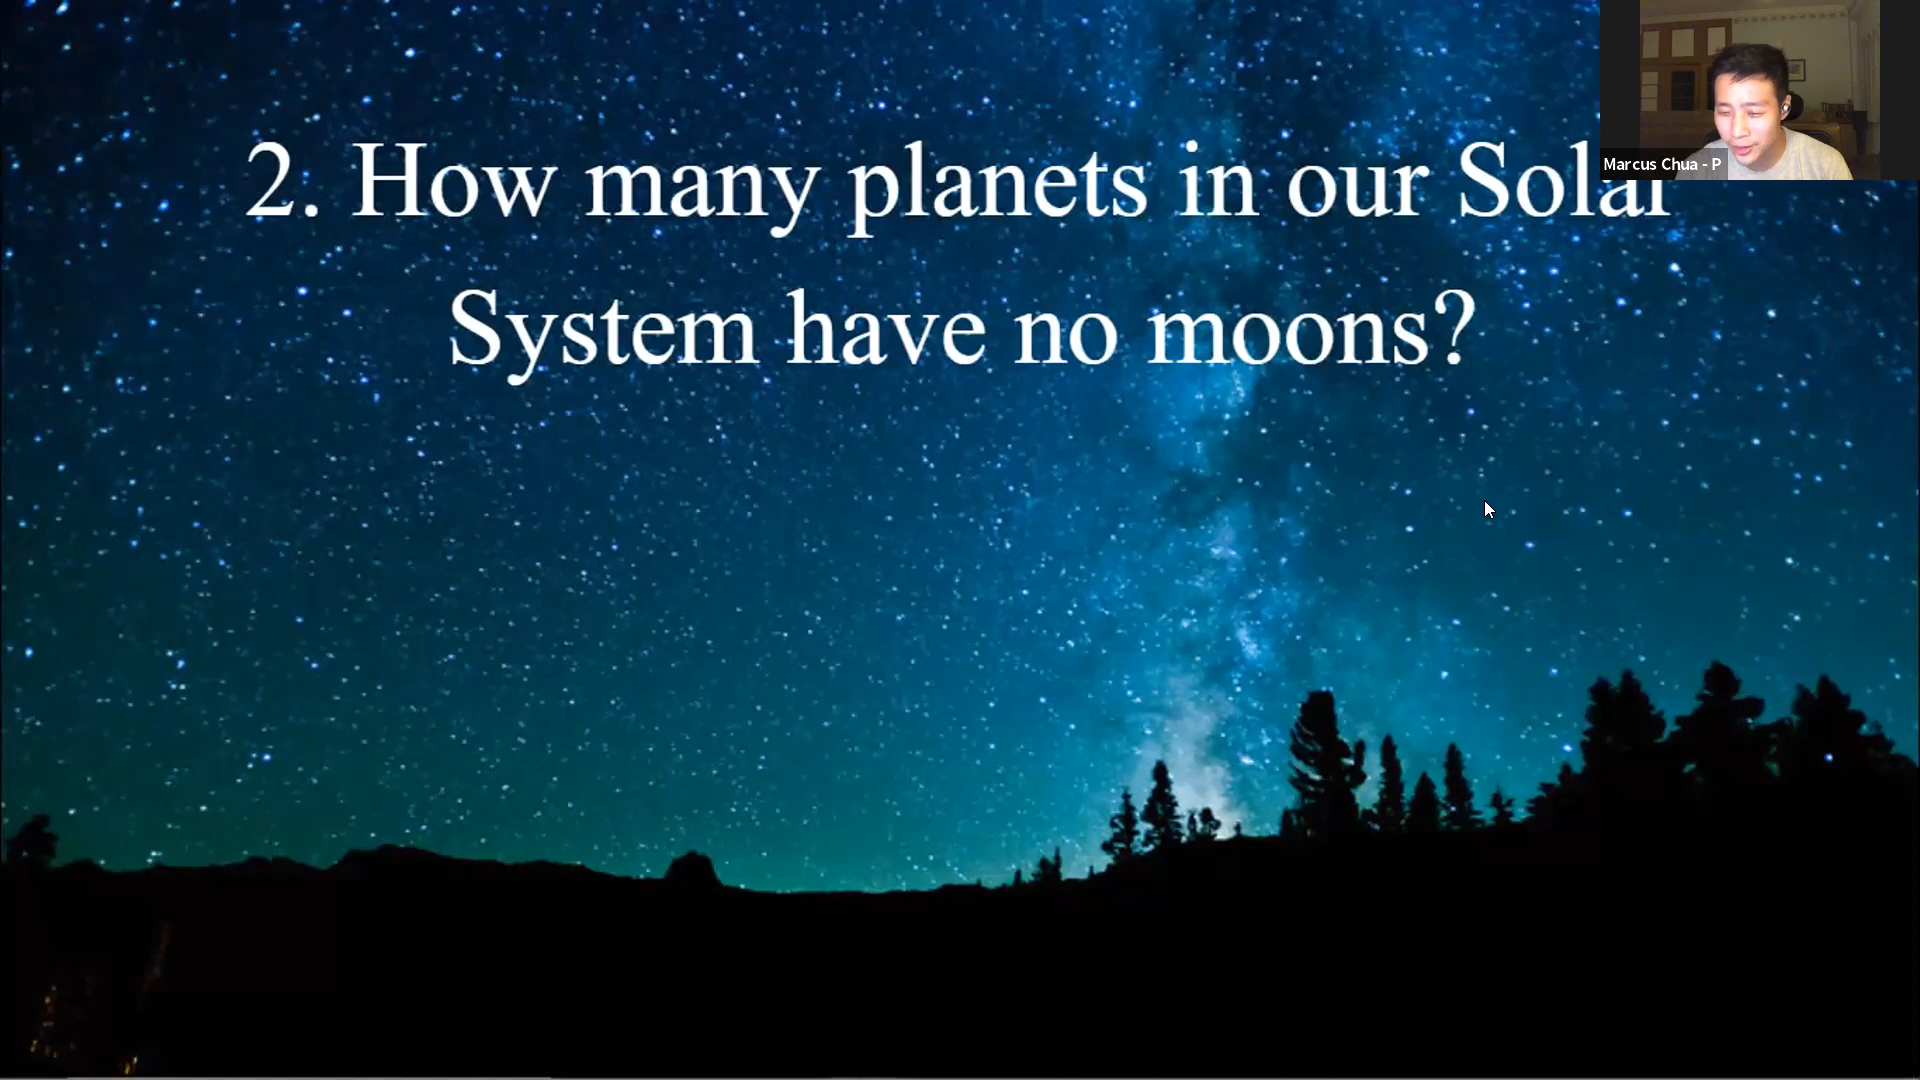 2. How many planets in our Solar
System have no moons?
Marcus Chua - P